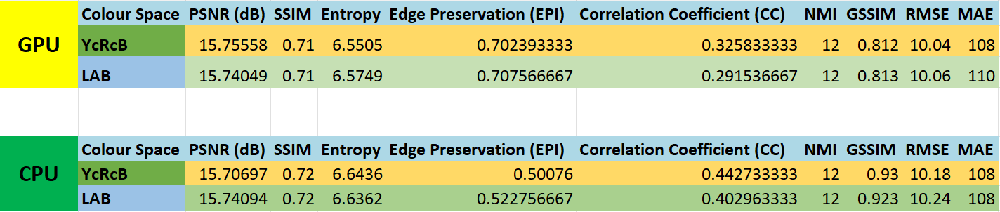 Colour Space PSNR (dB) SSIM Entropy Edge Preservation (EPI) Correlation Coefficient (CC) NMI GSSIM RMSE MAE
GPU YcRcB 15.75558 0.71 6.5505 0.702393333 0.325833333 12 0.812 10.04 108
LAB 15.74049 0.71 6.5749 0.707566667 0.291536667 12 0.813 10.06 110
Colour Space PSNR (dB) SSIM Entropy Edge Preservation (EPI) Correlation Coefficient (CC) NMI GSSIM RMSE MAE
CPU YcRcB 15.70697 0.72 6.6436 0.50076 0.442733333 12 0.93 10.18 108
LAB 15.74094 0.72 6.6362 0.522756667 0.402963333 12 0.923 10.24 108